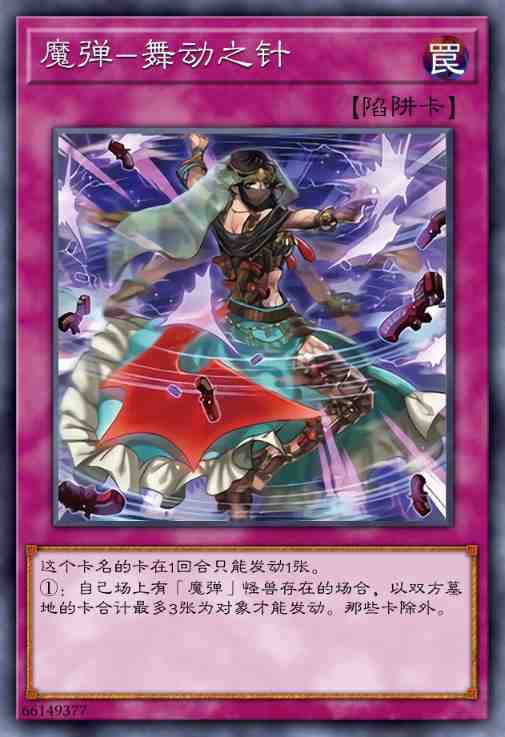 魔弹－舞动之针
罠
【陷阱卡】
这个卡名的卡在1回合只能发动1张。
①：自己场上有「魔弹」怪兽存在的场合，以双方墓
地的卡合计最多3张为对象才能发动。那些卡除外。
66149377